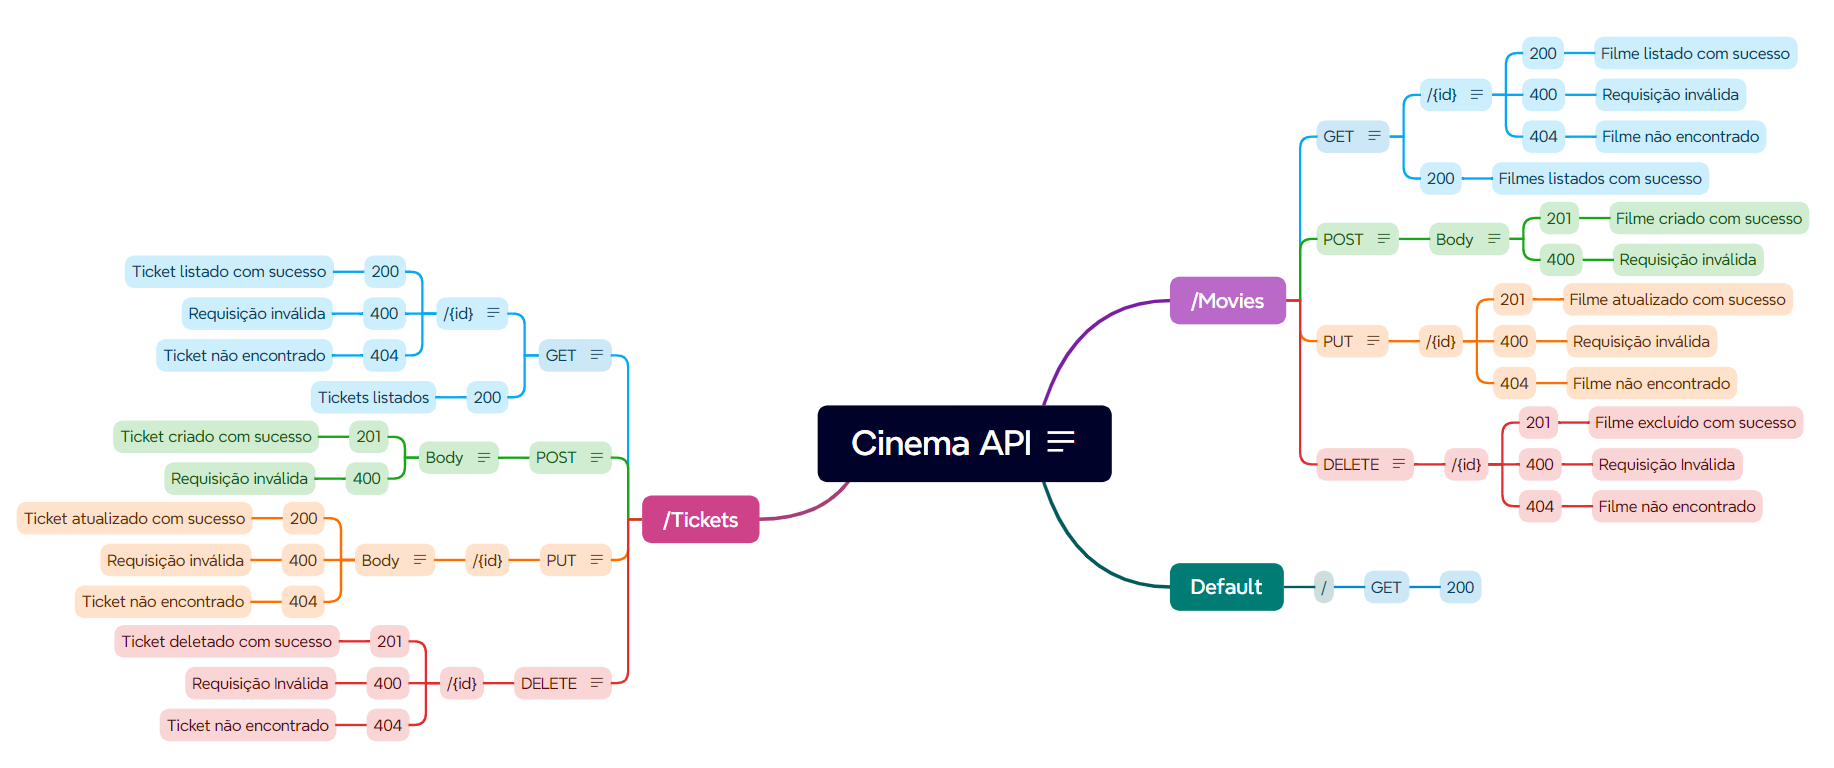 Cinema API
/Movies
GET
/{id}
200
Filme listado com sucesso
400
Requisição inválida
404
Filme não encontrado
200
Filmes listados com sucesso
POST
Body
201
Filme criado com sucesso
400
Requisição inválida
PUT
/{id}
201
Filme atualizado com sucesso
400
Requisição inválida
404
Filme não encontrado
DELETE
/{id}
201
Filme excluído com sucesso
400
Requisição Inválida
404
Filme não encontrado
Default
/
GET
200
/Tickets
GET
/{id}
200
Ticket listado com sucesso
400
Requisição inválida
404
Ticket não encontrado
200
Tickets listados
POST
Body
201
Ticket criado com sucesso
400
Requisição inválida
PUT
/{id}
Body
200
Ticket atualizado com sucesso
400
Requisição inválida
404
Ticket não encontrado
DELETE
/{id}
201
Ticket deletado com sucesso
400
Requisição Inválida
404
Ticket não encontrado